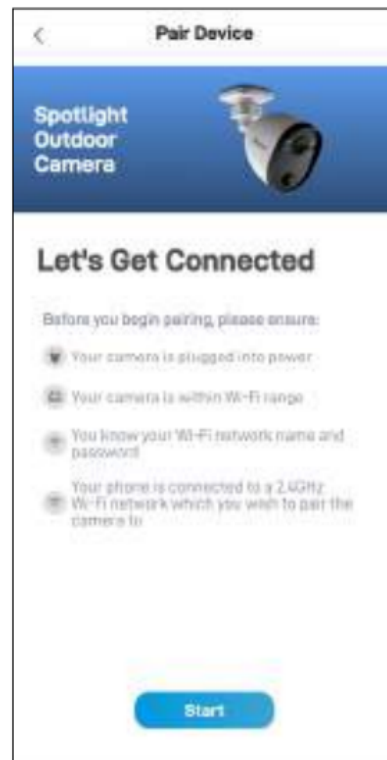 Pair Device
Spotlight
Outdoor
Camera
Let's Get Connected
Before you begin pairing, please ensure:
Your camera is plugged into power
Your camera is within Wi-Fi range
You know your Wi-Fi network name and
password
Your phone is connected to a 2.4GHz
Wi-Fi network which you wish to pair the
camera to
Start